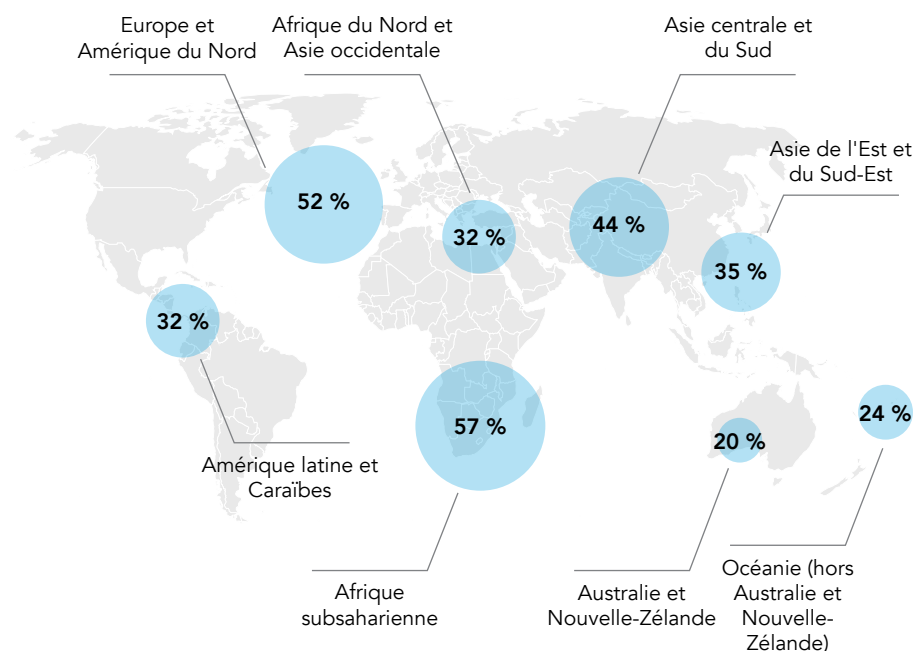 Europe et
Amérique du Nord
Afrique du Nord et
Asie occidentale
Asie centrale et
du Sud
Asie de l'Est et
du Sud-Est
52 %
32 %
44 %
35 %
32 %
57 %
20 %
24 %
Amérique latine et
Caraïbes
Afrique
subsaharienne
Australie et
Nouvelle-Zélande
Océanie (hors
Australie et
Nouvelle-
Zélande)